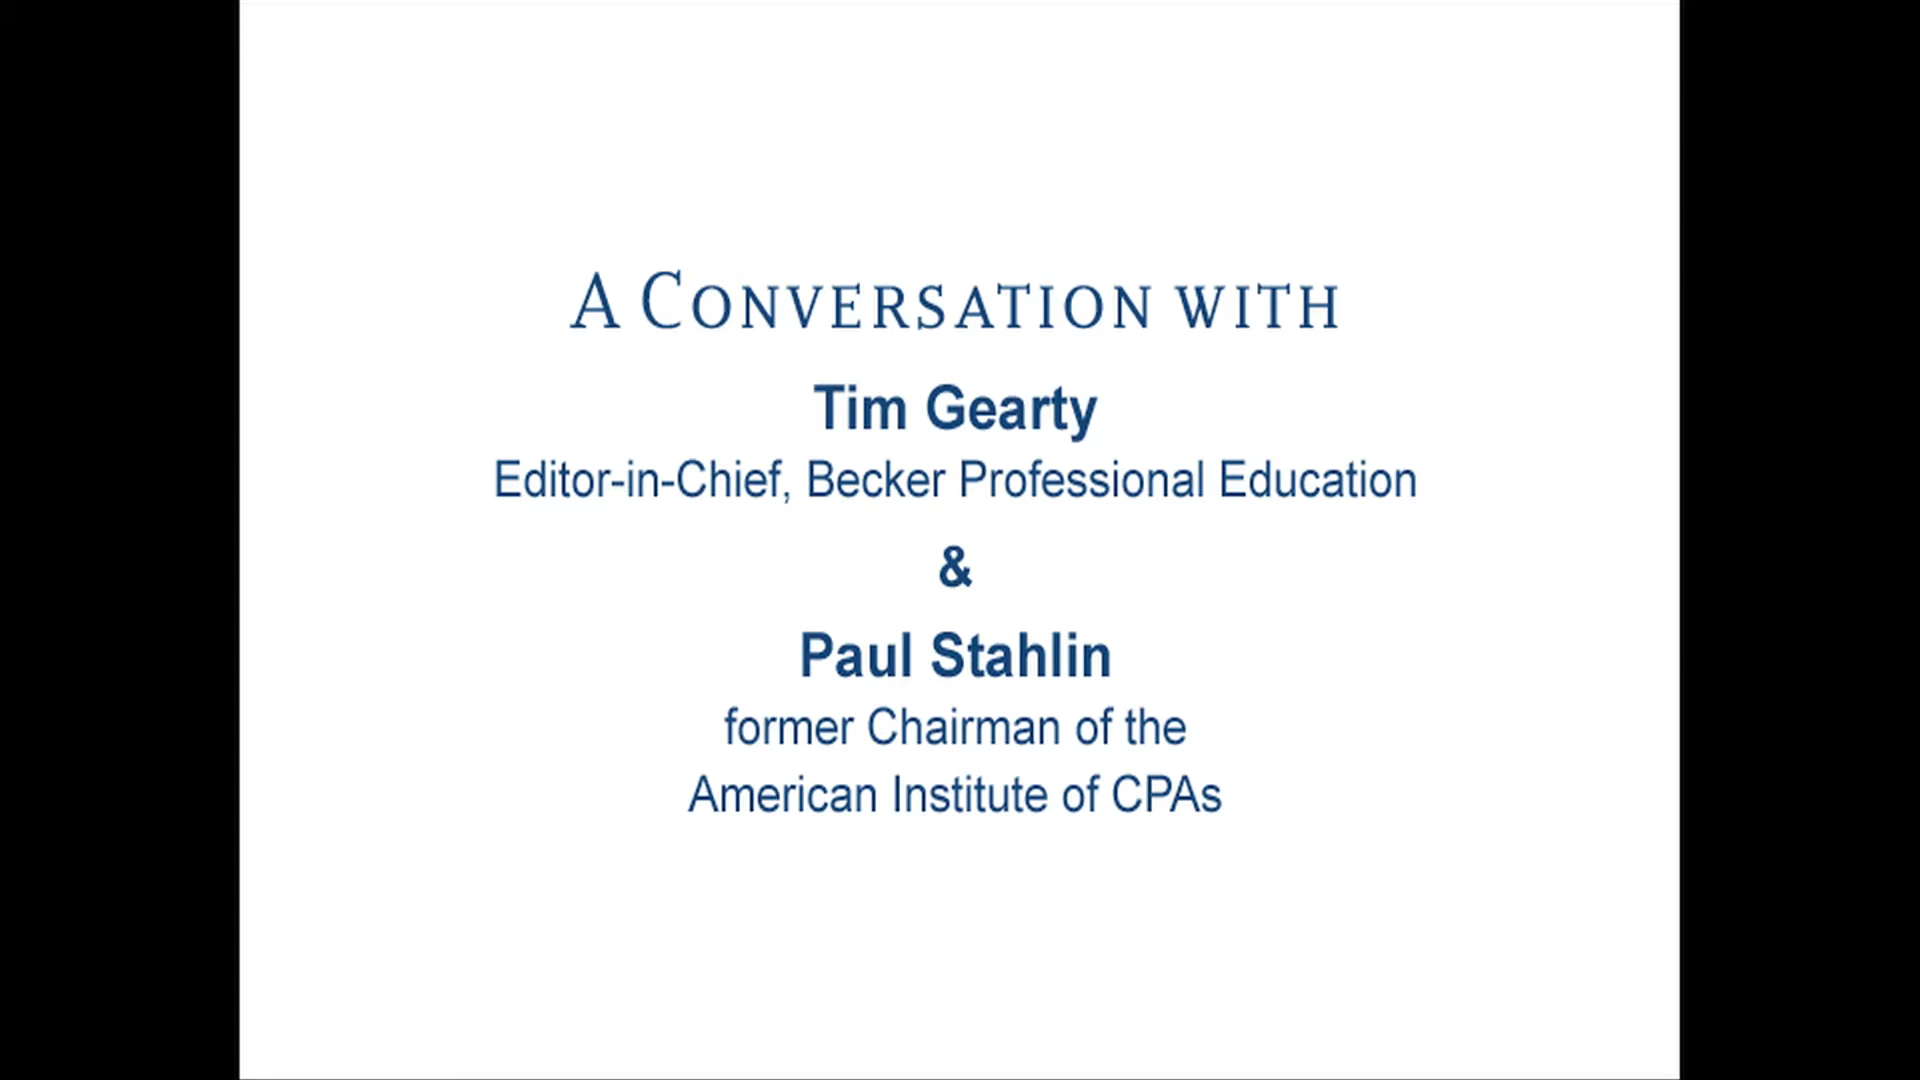 A Conversation with
Tim Gearty
Editor-in-Chief, Becker Professional Education
&
Paul Stahlin
former Chairman of the
American Institute of CPAs